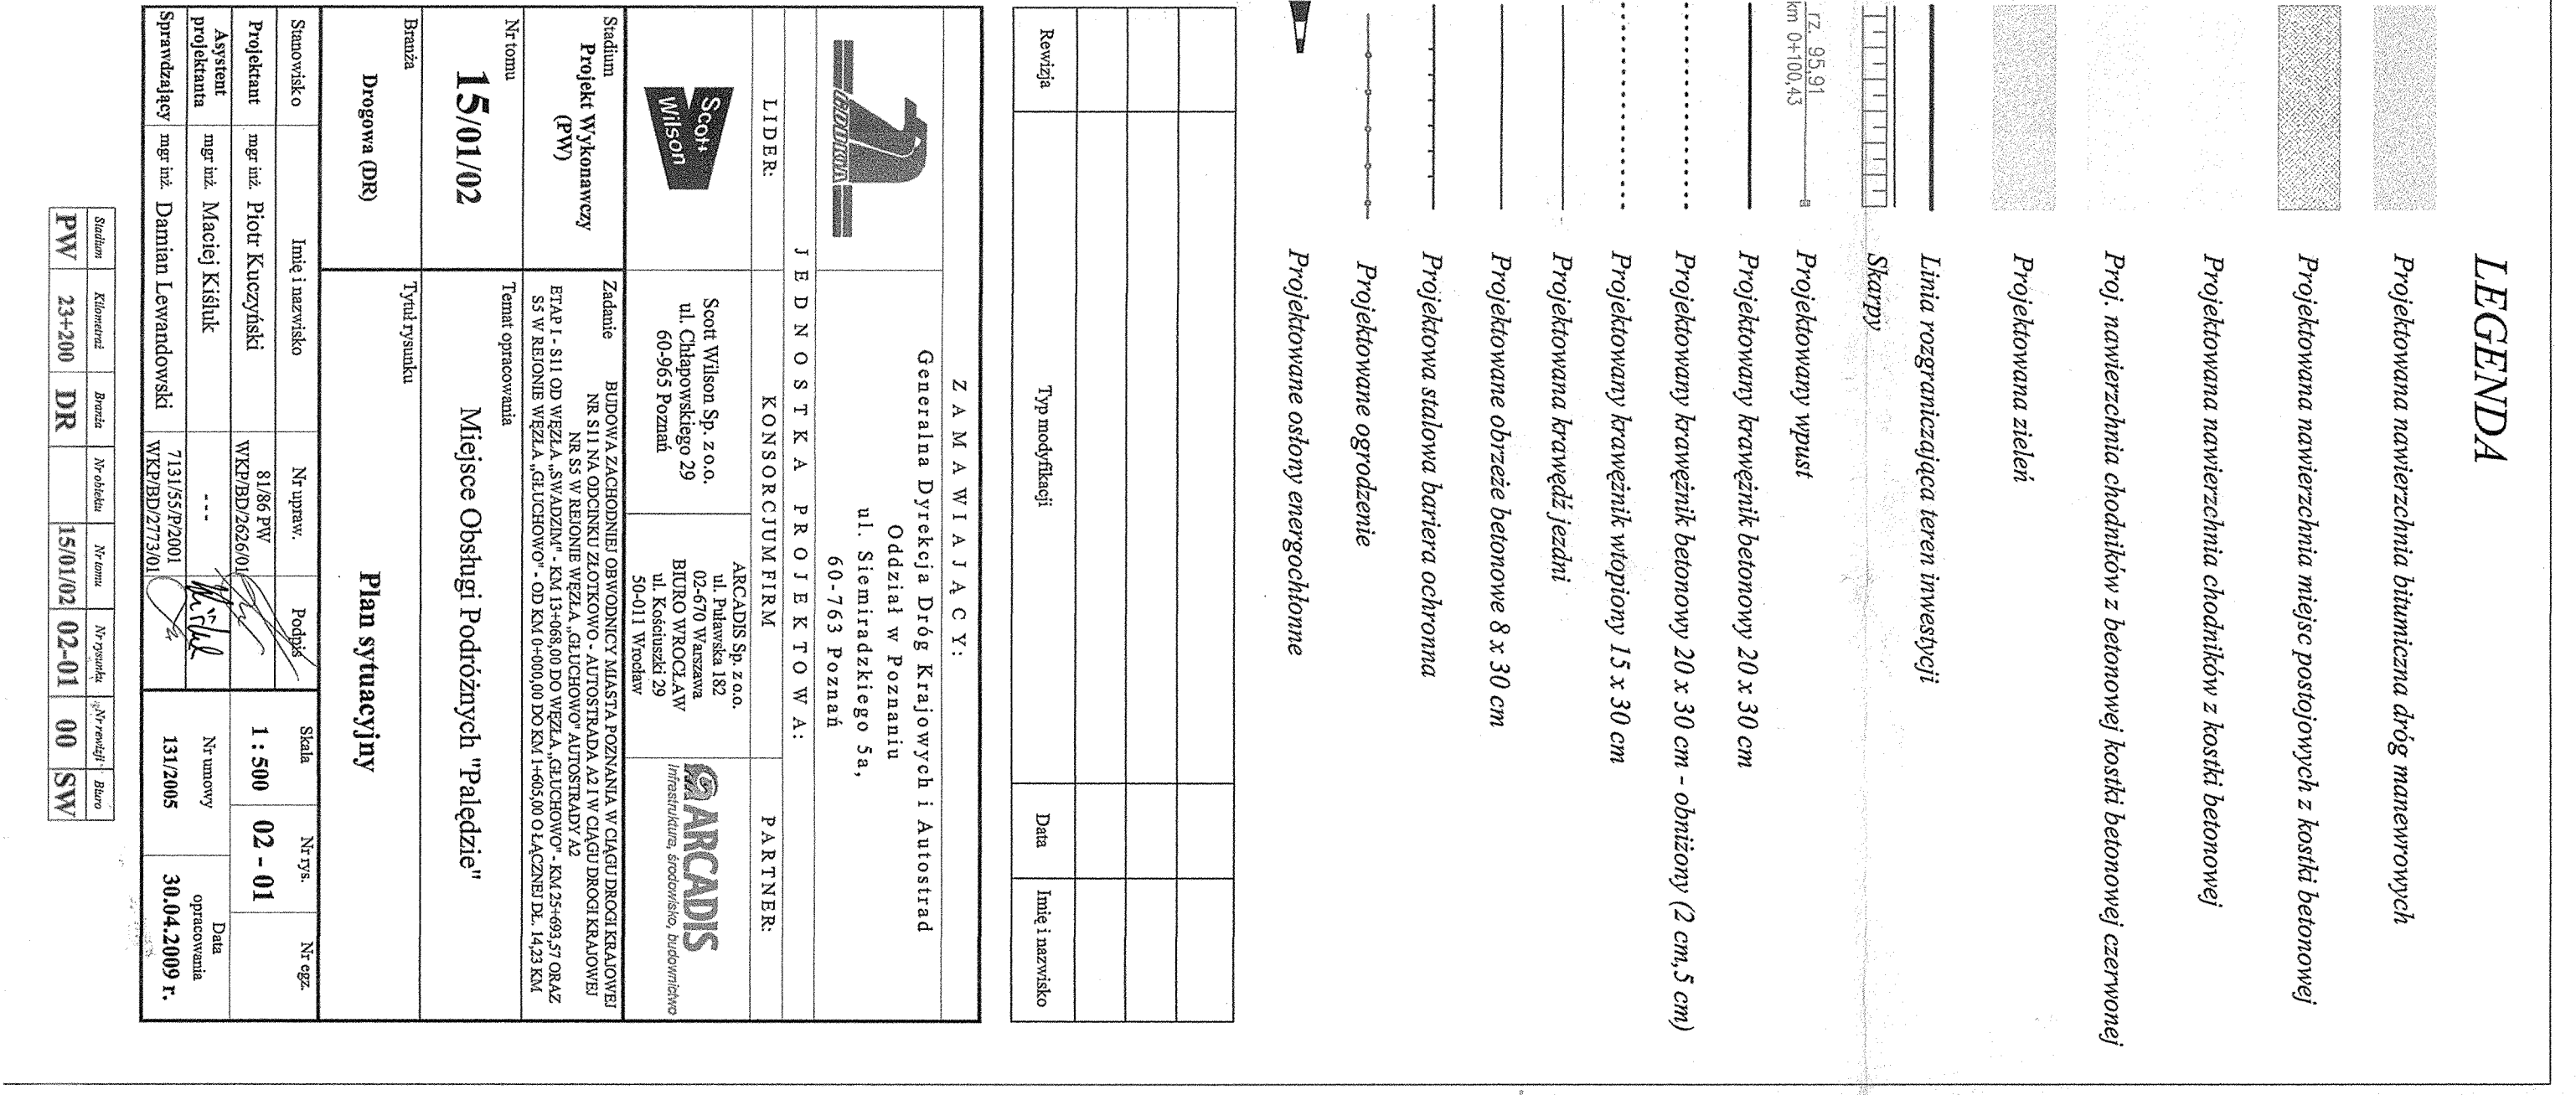 LEGENDA
Projektowana nawierzchnia bitumiczna dróg manewrowych
Projektowana nawierzchnia miejsc postojowych z kostki betonowej
Projektowana nawierzchnia chodników z kostki betonowej
Proj. nawierzchnia chodników z betonowej kostki betonowej czerwonej
Projektowana zieleń
Linia rozgraniczająca teren inwestycji
Skarpy
rz. 95,91
km 0+100,43
Projektowany wpust
Projektowany krawężnik betonowy 20 x 30 cm
Projektowany krawężnik betonowy 20 x 30 cm - obniżony (2 cm,5 cm)
Projektowany krawężnik wtopiony 15 x 30 cm
Projektowana krawędź jezdni
Projektowane obrzeże betonowe 8 x 30 cm
Projektowa stalowa bariera ochronna
Projektowane ogrodzenie
Projektowane osłony energochłonne
Rewizja
Typ modyfikacji
Data
Imię i nazwisko
ZAMAWIAJĄCY:
GDDKIA
Generalna Dyrekcja Dróg Krajowych i Autostrad
Oddział w Poznaniu
ul. Siemiradzkiego 5a,
60-763 Poznań
JEDNOSTKA PROJEKTOWA:
LIDER:
KONSORCJUM FIRM
PARTNER:
Scott
Wilson
Scott Wilson Sp. z o.o.
ul. Chłapowskiego 29
60-965 Poznań
ARCADIS Sp. z o.o.
ul. Puławska 182
02-670 Warszawa
BIURO WROCŁAW
ul. Kościuszki 29
50-011 Wrocław
ARCADIS
Infrastruktura, środowisko, budownictwo
Stadium
Projekt Wykonawczy
(PW)
Zadanie
BUDOWA ZACHODNIEJ OBWODNICY MIASTA POZNANIA W CIĄGU DROGI KRAJOWEJ
NR S11 NA ODCINKU ZŁOTKOWO - AUTOSTRADA A2 I W CIĄGU DROGI KRAJOWEJ
NR S5 W REJONIE WĘZŁA „GŁUCHOWO" AUTOSTRADY A2
ETAP I - S11 OD WĘZŁA „SWADZIM" - KM 13+068,00 DO WĘZŁA „GŁUCHOWO" - KM 25+693,57 ORAZ
S5 W REJONIE WĘZŁA „GŁUCHOWO" - OD KM 0+000,00 DO KM 1+605,00 O ŁĄCZNEJ DŁ. 14,23 KM
Nr tomu
15/01/02
Temat opracowania
Miejsce Obsługi Podróżnych "Palędzie"
Branża
Drogowa (DR)
Tytuł rysunku
Plan sytuacyjny
Stanowisko
Imię i nazwisko
Nr upraw.
Podpis
Skala
Nr rys.
Nr egz.
Projektant
mgr inż. Piotr Kuczyński
81/86 PW
WKP/BD/2626/01
1 : 500
02 - 01
Asystent
projektanta
mgr inż. Maciej Kiśluk
---
Nr umowy
131/2005
Data
opracowania
30.04.2009 r.
Sprawdzający
mgr inż. Damian Lewandowski
7131/55/P/2001
WKP/BD/2773/01
Stadium
Kilometraż
Branża
Nr obiektu
Nr tomu
Nr rysunku
Nr rewizji
Biuro
PW
23+200
DR
15/01/02
02-01
00
SW